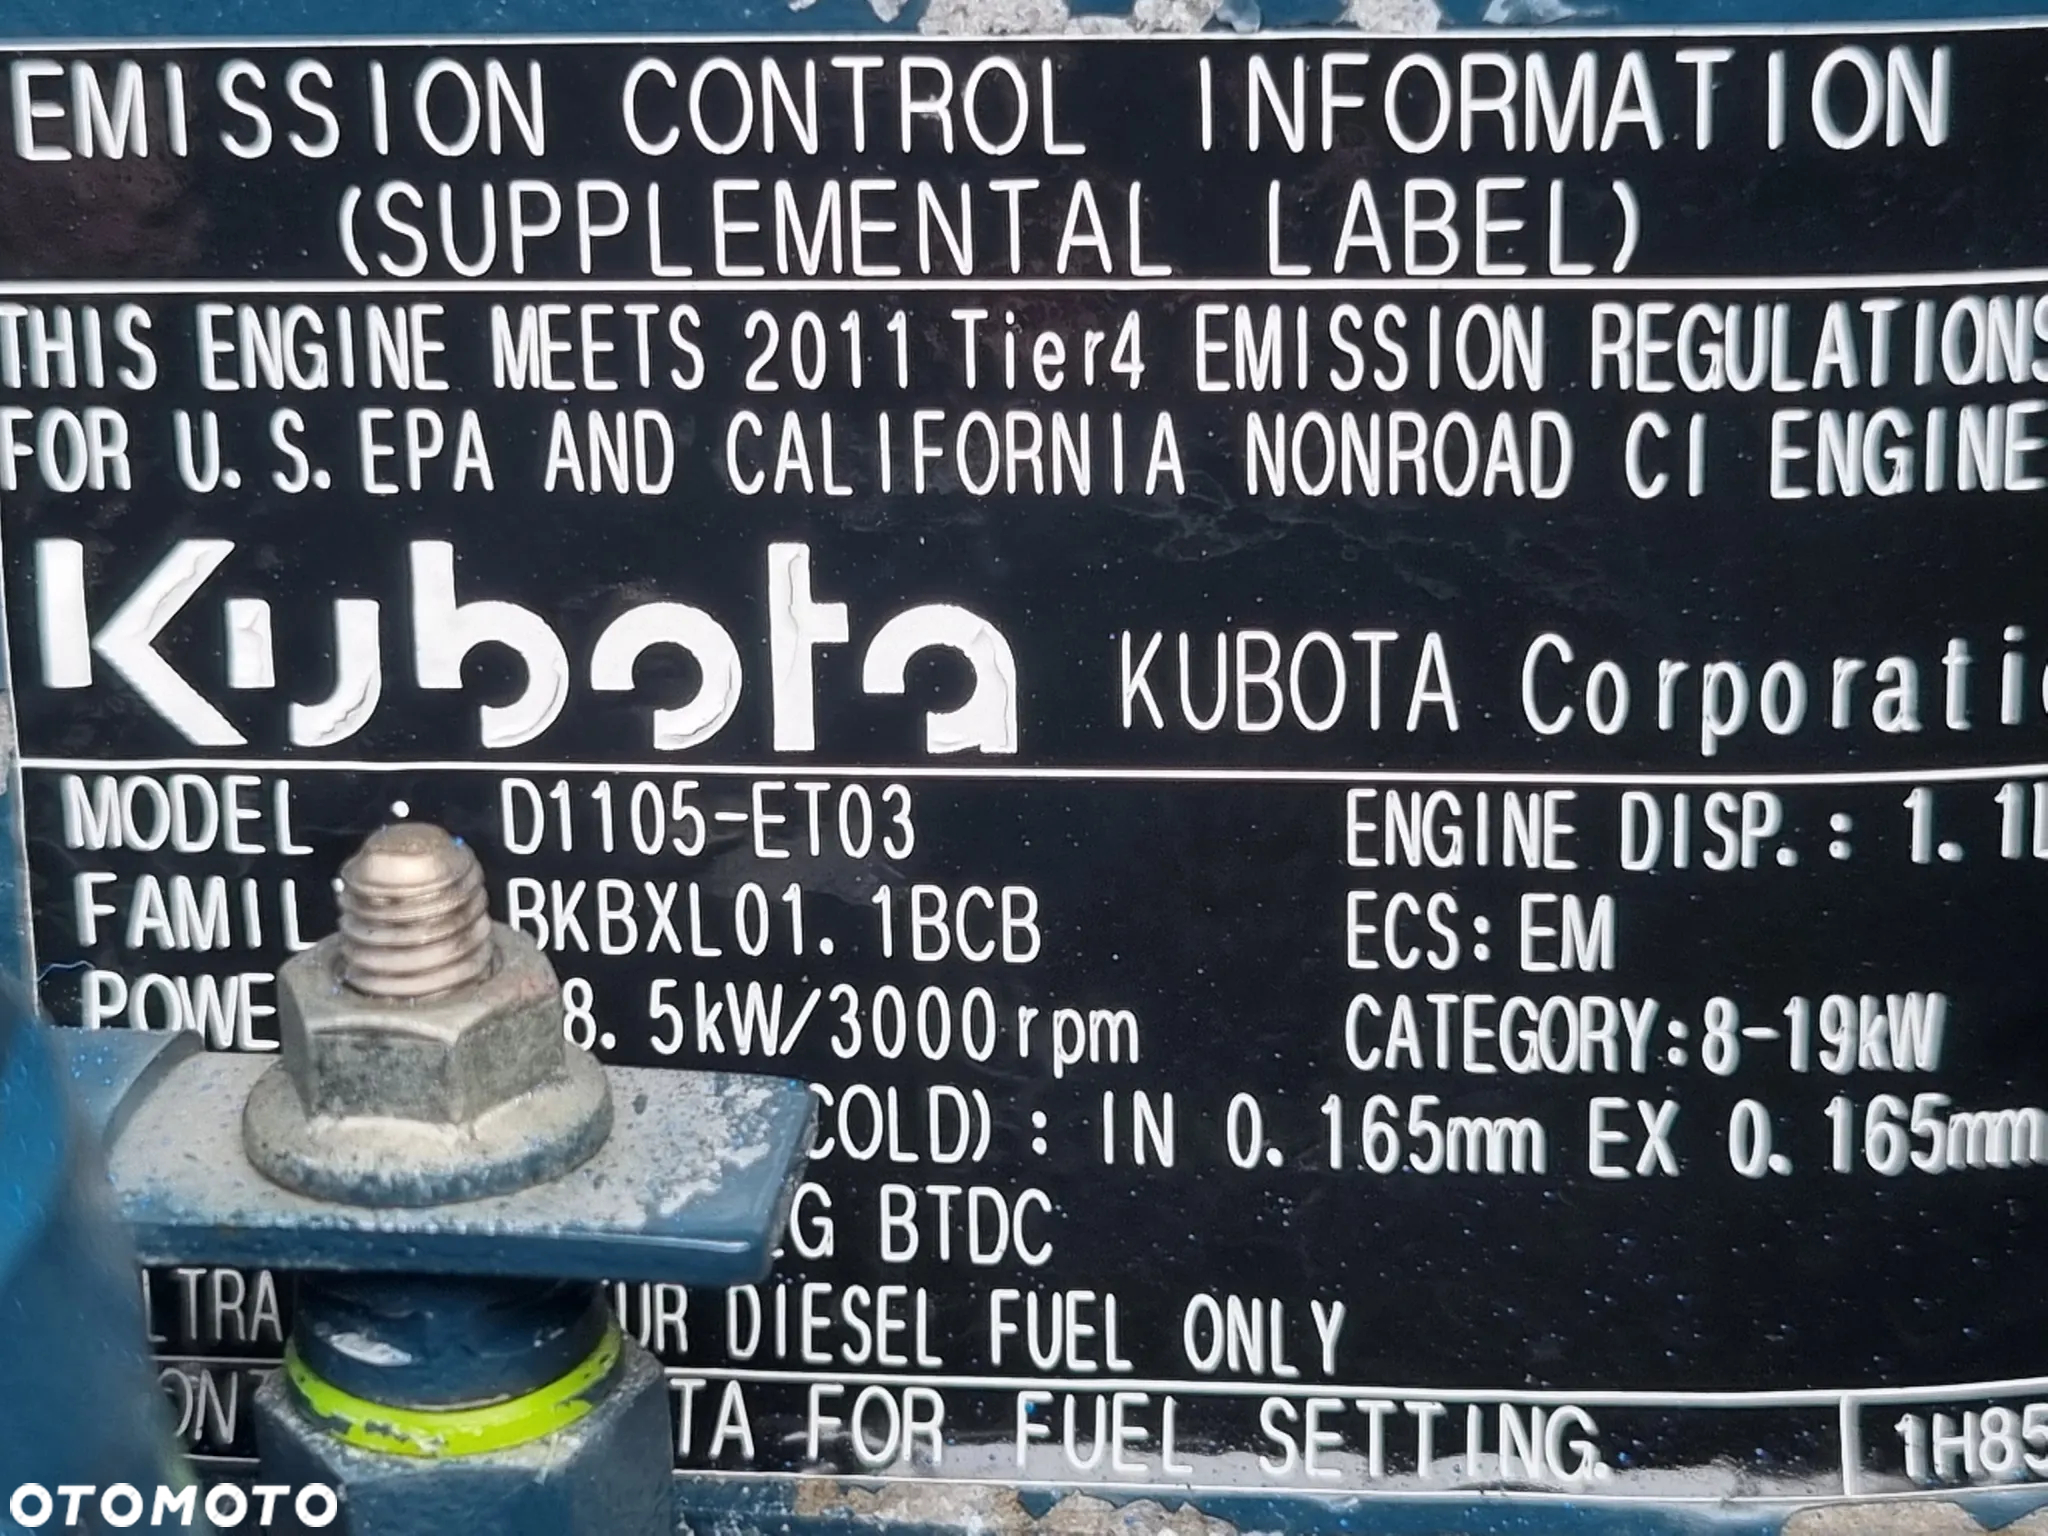 EMISSION CONTROL INFORMATION
(SUPPLEMENTAL LABEL)
THIS ENGINE MEETS 2011 Tier4 EMISSION REGULATIONS
FOR U.S.EPA AND CALIFORNIA NONROAD CI ENGINE
Kubota KUBOTA Corporatio
MODEL : D1105-ET03 ENGINE DISP.: 1.1L
FAMIL BKBXL01.1BCB ECS: EM
POWE 8.5kW/3000rpm CATEGORY:8-19kW
COLD) : IN 0.165mm EX 0.165mm
EG BTDC
LTRA UR DIESEL FUEL ONLY
ONT TA FOR FUEL SETTING. 1H85
OTOMOTO